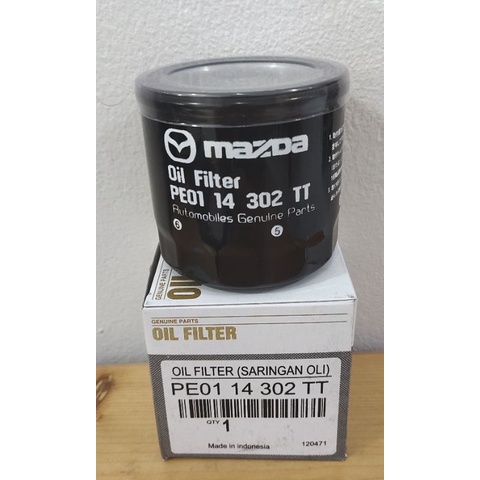 mazda
Oil Filter
PE01 14 302 TT
Automobiles Genuine Parts
6 5
GENUINE PARTS
OIL FILTER
OIL FILTER (SARINGAN OLI)
PE01 14 302 TT
QTY 1
Made in indonesia 120471